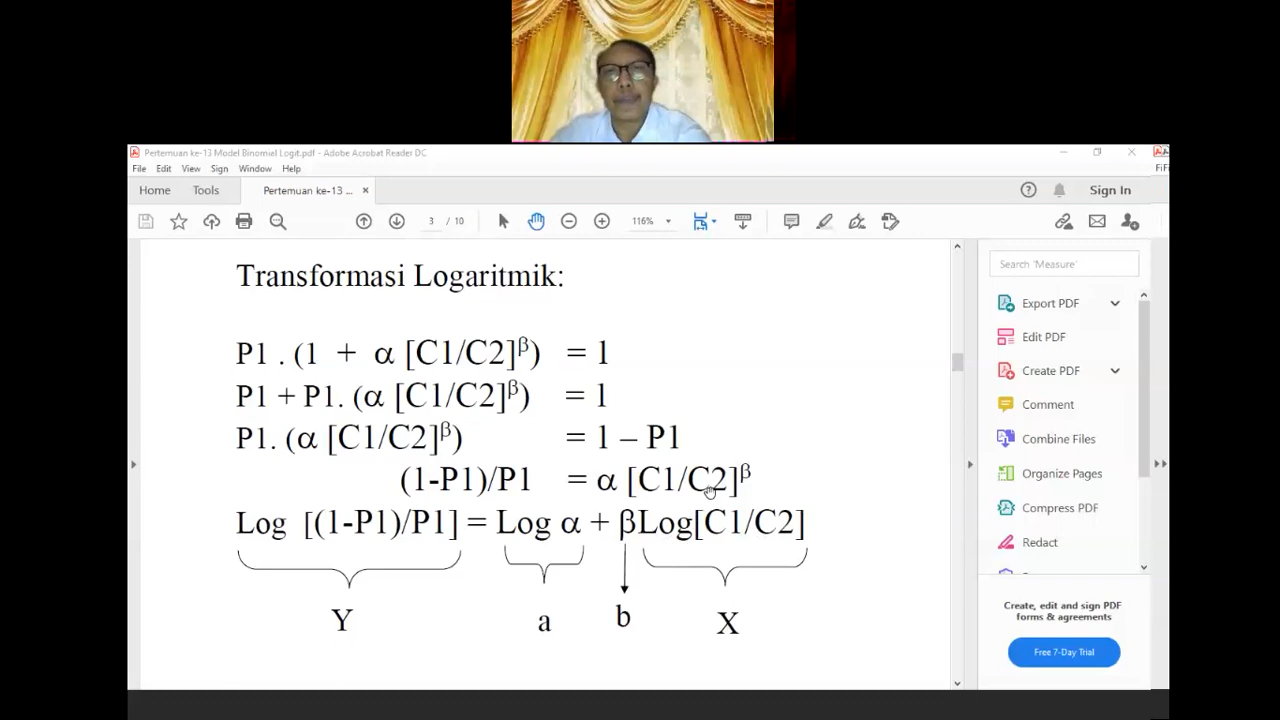 Pertemuan ke-13 Model Binomial Logit.pdf - Adobe Acrobat Reader DC
File Edit View Sign Window Help
Home Tools Pertemuan ke-13 ... × Sign In
3 / 10 116%
FiFi
Transformasi Logaritmik:
P1 . (1 + α [C1/C2]^β) = 1
P1 + P1. (α [C1/C2]^β) = 1
P1. (α [C1/C2]^β) = 1 – P1
(1-P1)/P1 = α [C1/C2]^β
Log [(1-P1)/P1] = Log α + βLog[C1/C2]
Y a b X
Search 'Measure'
Export PDF
Edit PDF
Create PDF
Comment
Combine Files
Organize Pages
Compress PDF
Redact
Create, edit and sign PDF
forms & agreements
Free 7-Day Trial